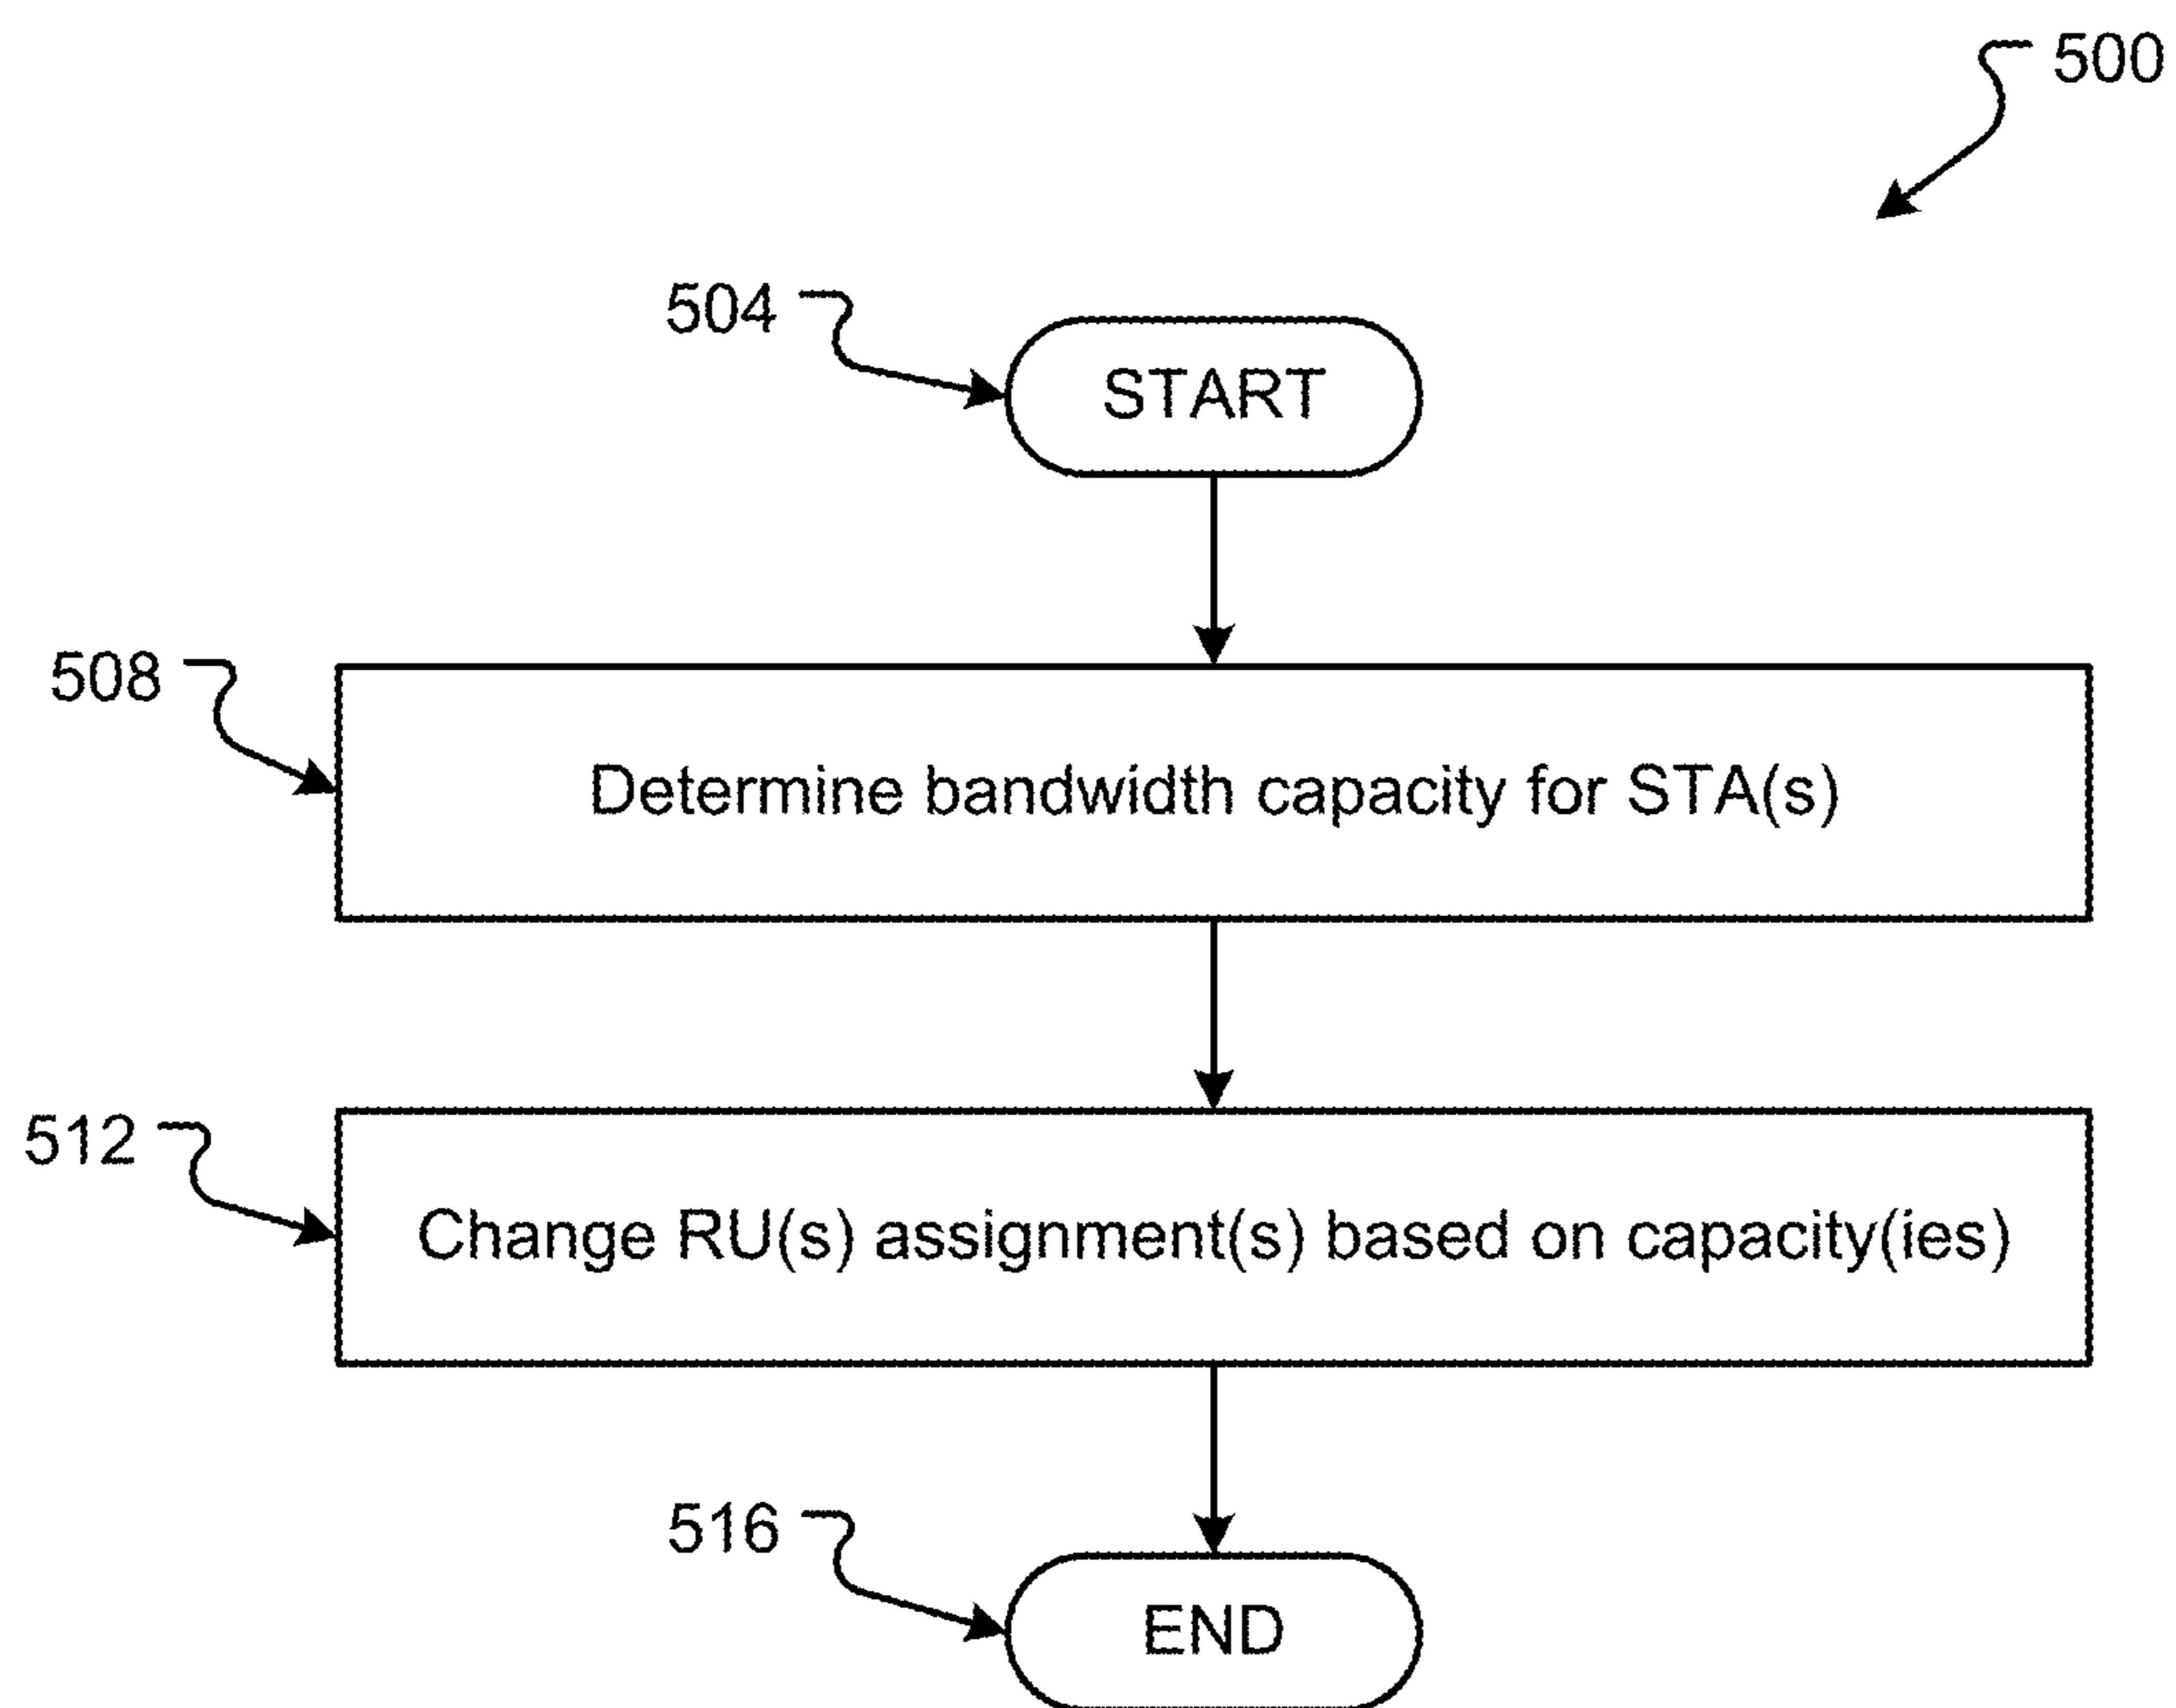 500
504
START
508
Determine bandwidth capacity for STA(s)
512
Change RU(s) assignment(s) based on capacity(ies)
516
END